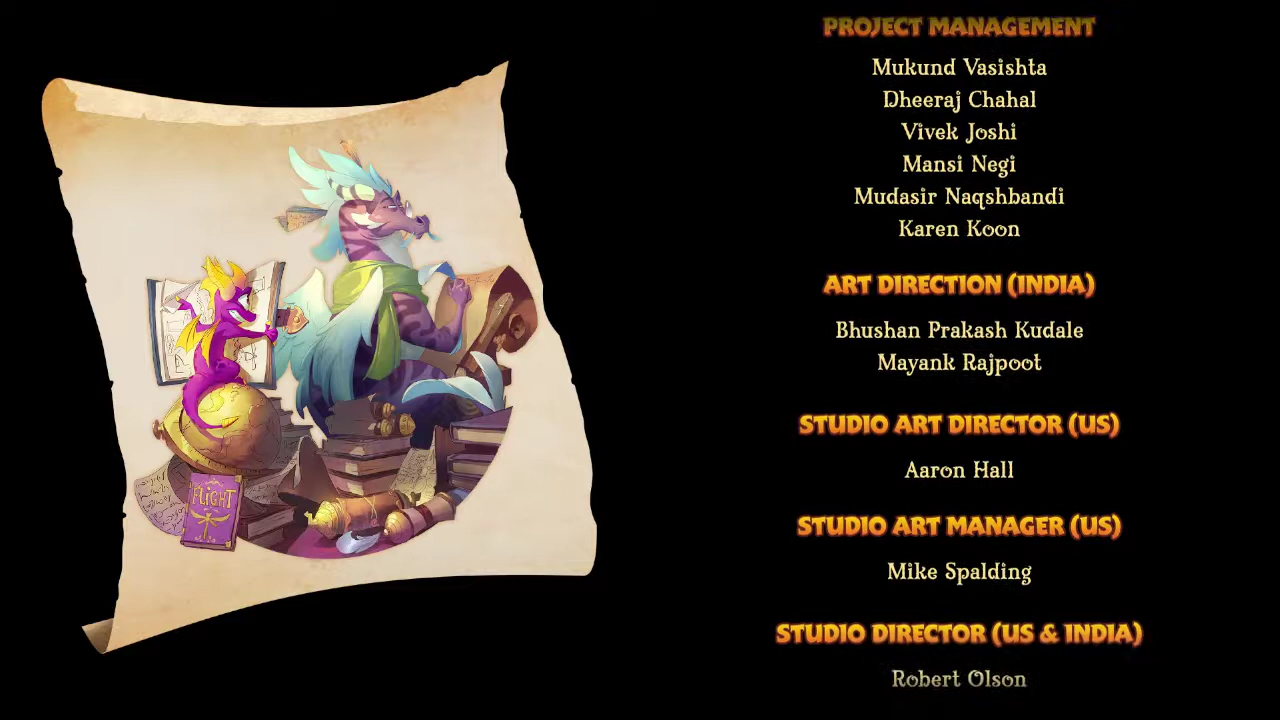 FLIGHT
PROJECT MANAGEMENT
Mukund Vasishta
Dheeraj Chahal
Vivek Joshi
Mansi Negi
Mudasir Naqshbandi
Karen Koon
ART DIRECTION (INDIA)
Bhushan Prakash Kudale
Mayank Rajpoot
STUDIO ART DIRECTOR (US)
Aaron Hall
STUDIO ART MANAGER (US)
Mike Spalding
STUDIO DIRECTOR (US & INDIA)
Robert Olson